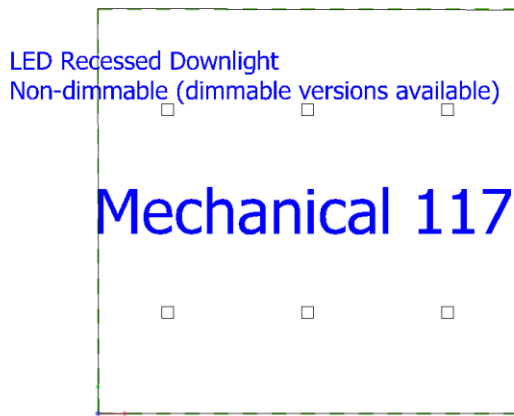 LED Recessed Downlight
Non-dimmable (dimmable versions available)
Mechanical 117